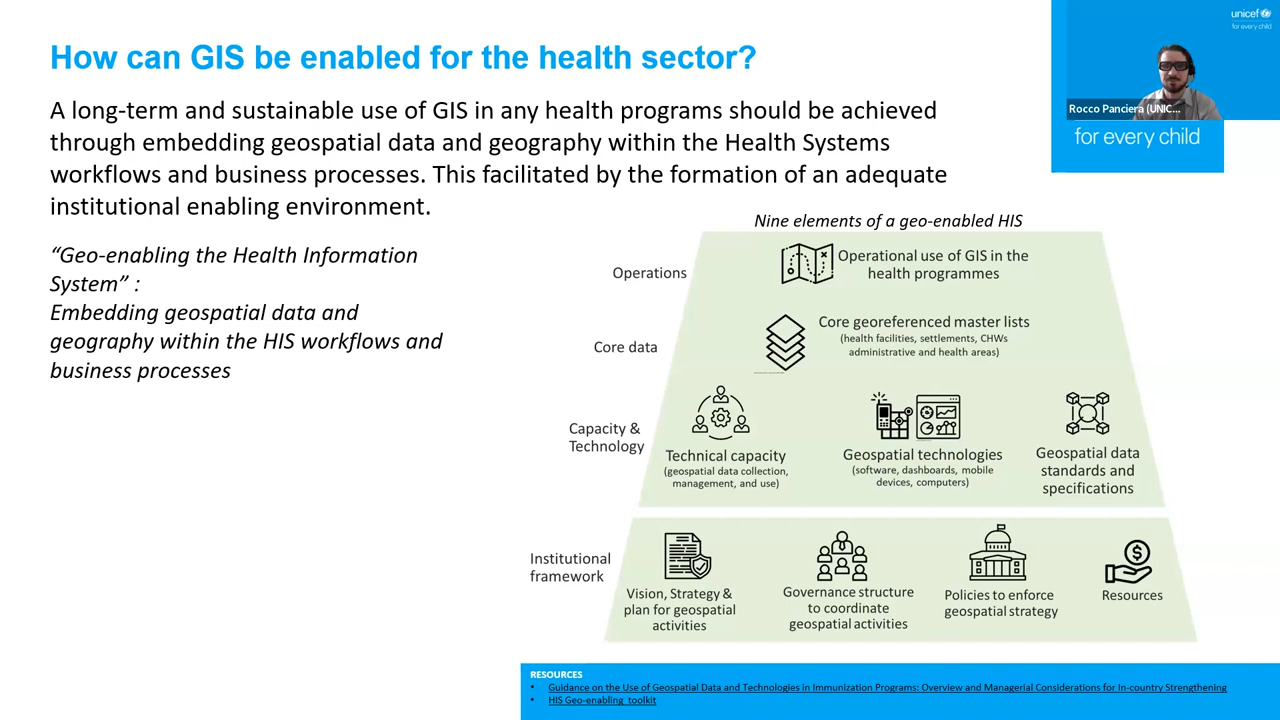 How can GIS be enabled for the health sector?
A long-term and sustainable use of GIS in any health programs should be achieved
through embedding geospatial data and geography within the Health Systems
workflows and business processes. This facilitated by the formation of an adequate
institutional enabling environment.
“Geo-enabling the Health Information
System” :
Embedding geospatial data and
geography within the HIS workflows and
business processes
unicef
for every child
Rocco Panciera (UNIC...
for every child
Nine elements of a geo-enabled HIS
Operations
Operational use of GIS in the
health programmes
Core data
Core georeferenced master lists
(health facilities, settlements, CHWs
administrative and health areas)
Capacity &
Technology
Technical capacity
(geospatial data collection,
management, and use)
Geospatial technologies
(software, dashboards, mobile
devices, computers)
Geospatial data
standards and
specifications
Institutional
framework
Vision, Strategy &
plan for geospatial
activities
Governance structure
to coordinate
geospatial activities
Policies to enforce
geospatial strategy
Resources
RESOURCES
• Guidance on the Use of Geospatial Data and Technologies in Immunization Programs: Overview and Managerial Considerations for In-country Strengthening
• HIS Geo-enabling toolkit